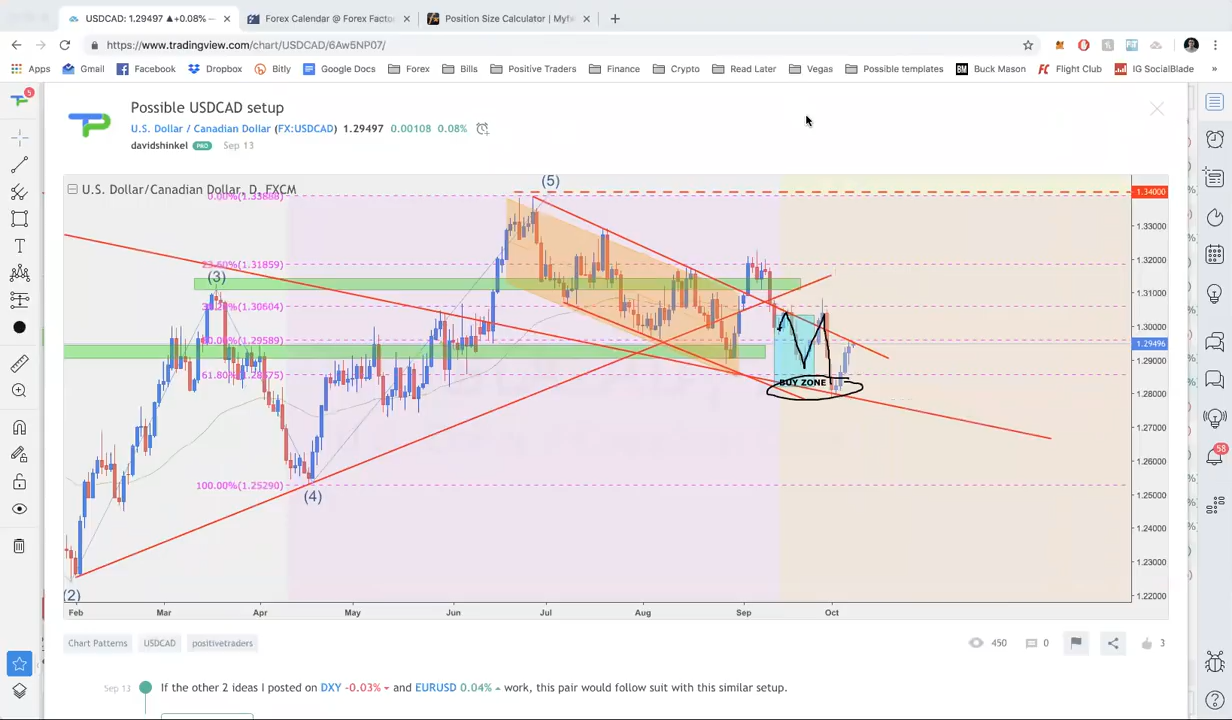 USDCAD: 1.29497 ▲+0.08% —
Forex Calendar @ Forex Facto
Position Size Calculator | Myf
https://www.tradingview.com/chart/USDCAD/6Aw5NP07/
Apps Gmail Facebook Dropbox Bitly Google Docs Forex Bills Positive Traders Finance Crypto Read Later Vegas Possible templates BM Buck Mason FC Flight Club IG SocialBlade »
5
Possible USDCAD setup
U.S. Dollar / Canadian Dollar (FX:USDCAD) 1.29497 0.00108 0.08%
davidshinkel PRO Sep 13
U.S. Dollar/Canadian Dollar, D, FXCM
(5)
1.34000
0.00%(1.33888)
1.33000
23.60%(1.31859)
1.32000
(3)
1.31000
38.20%(1.30604)
1.30000
50.00%(1.29589)
1.29496
1.29000
61.80%(1.28575)
BUY ZONE
1.28000
1.27000
1.26000
100.00%(1.25290)
(4)
1.25000
1.24000
1.23000
(2)
1.22000
Feb Mar Apr May Jun Jul Aug Sep Oct
58
Chart Patterns USDCAD positivetraders
450 0 3
Sep 13 If the other 2 ideas I posted on DXY -0.03% and EURUSD 0.04% work, this pair would follow suit with this similar setup.